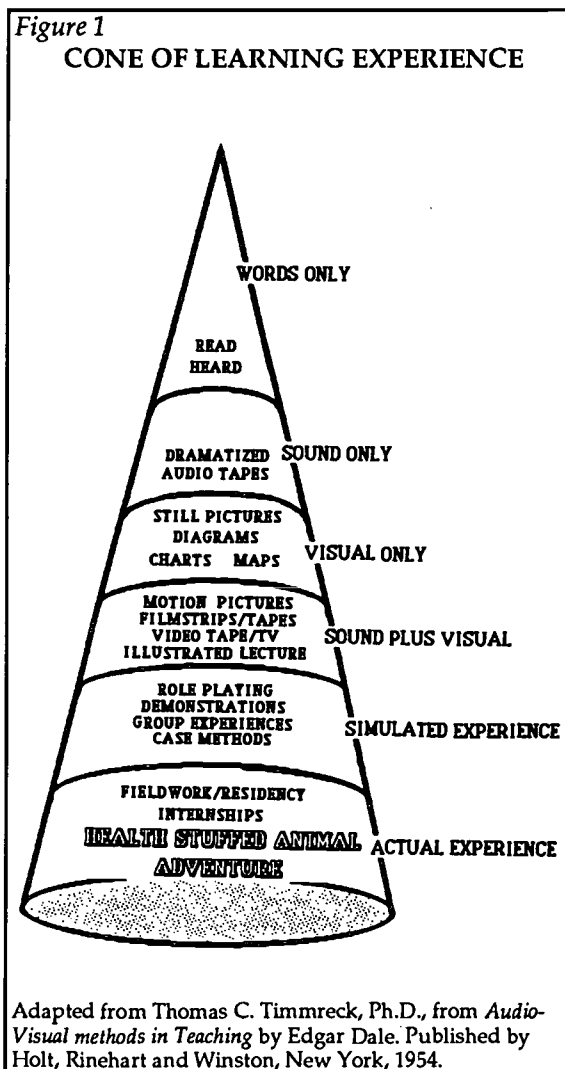 Figure 1
CONE OF LEARNING EXPERIENCE
WORDS ONLY
READ
HEARD
SOUND ONLY
DRAMATIZED
AUDIO TAPES
STILL PICTURES
DIAGRAMS
CHARTS MAPS
VISUAL ONLY
MOTION PICTURES
FILMSTRIPS/TAPES
VIDEO TAPE/TV
ILLUSTRATED LECTURE
SOUND PLUS VISUAL
ROLE PLAYING
DEMONSTRATIONS
GROUP EXPERIENCES
CASE METHODS
SIMULATED EXPERIENCE
FIELDWORK/RESIDENCY
INTERNSHIPS
HEALTH STUFFED ANIMAL
ADVENTURE
ACTUAL EXPERIENCE
Adapted from Thomas C. Timmreck, Ph.D., from Audio-
Visual methods in Teaching by Edgar Dale. Published by
Holt, Rinehart and Winston, New York, 1954.